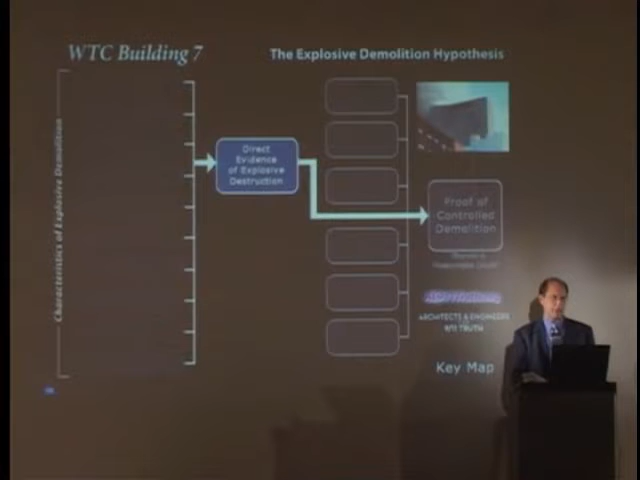 WTC Building 7
The Explosive Demolition Hypothesis
Characteristics of Explosive Demolition
Direct
Evidence
of Explosive
Destruction
Proof of
Controlled
Demolition
ARCHITECTS & ENGINEERS
9/11 TRUTH
Key Map